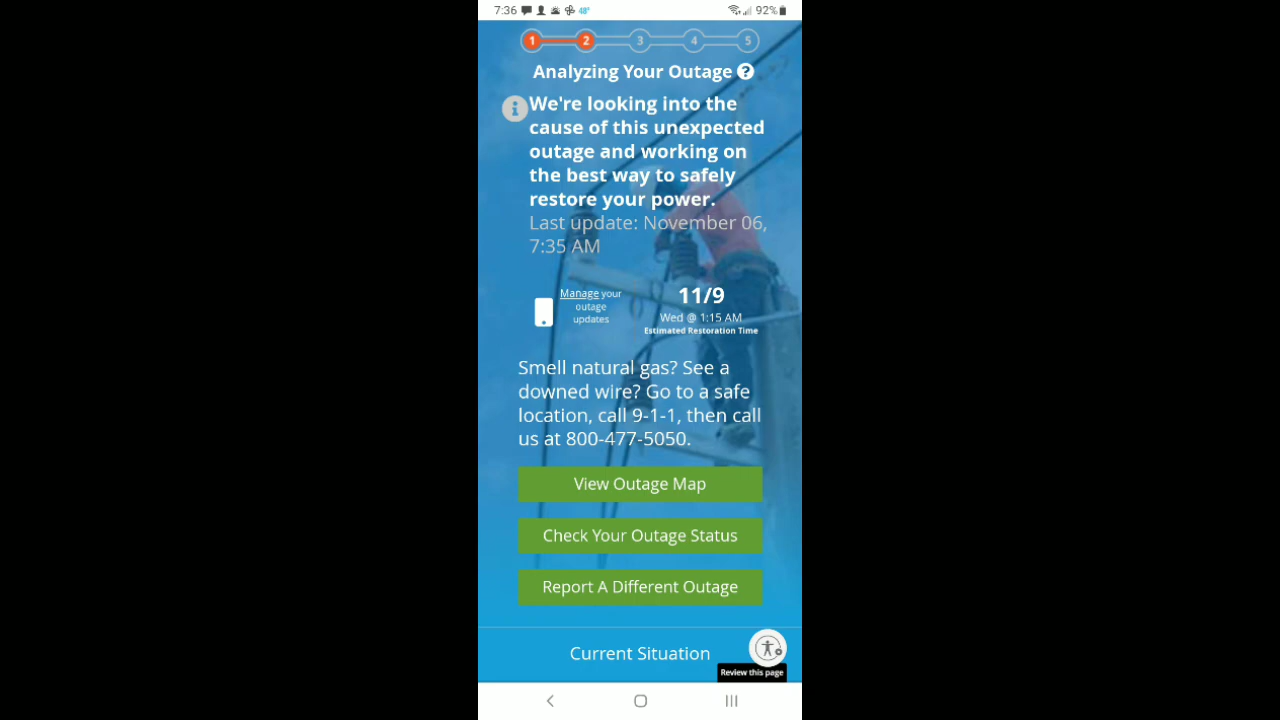 7:36 48° 92%
1 2 3 4 5
Analyzing Your Outage ?
i We're looking into the
cause of this unexpected
outage and working on
the best way to safely
restore your power.
Last update: November 06,
7:35 AM
Manage your
outage
updates
11/9
Wed @ 1:15 AM
Estimated Restoration Time
Smell natural gas? See a
downed wire? Go to a safe
location, call 9-1-1, then call
us at 800-477-5050.
View Outage Map
Check Your Outage Status
Report A Different Outage
Current Situation
Review this page